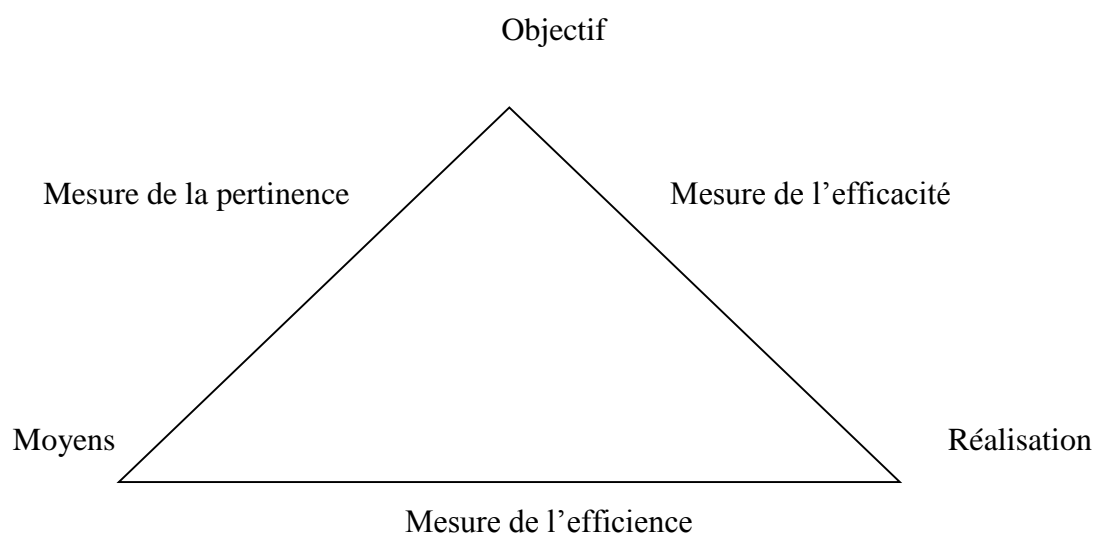 Objectif
Mesure de la pertinence
Mesure de l’efficacité
Moyens
Réalisation
Mesure de l’efficience